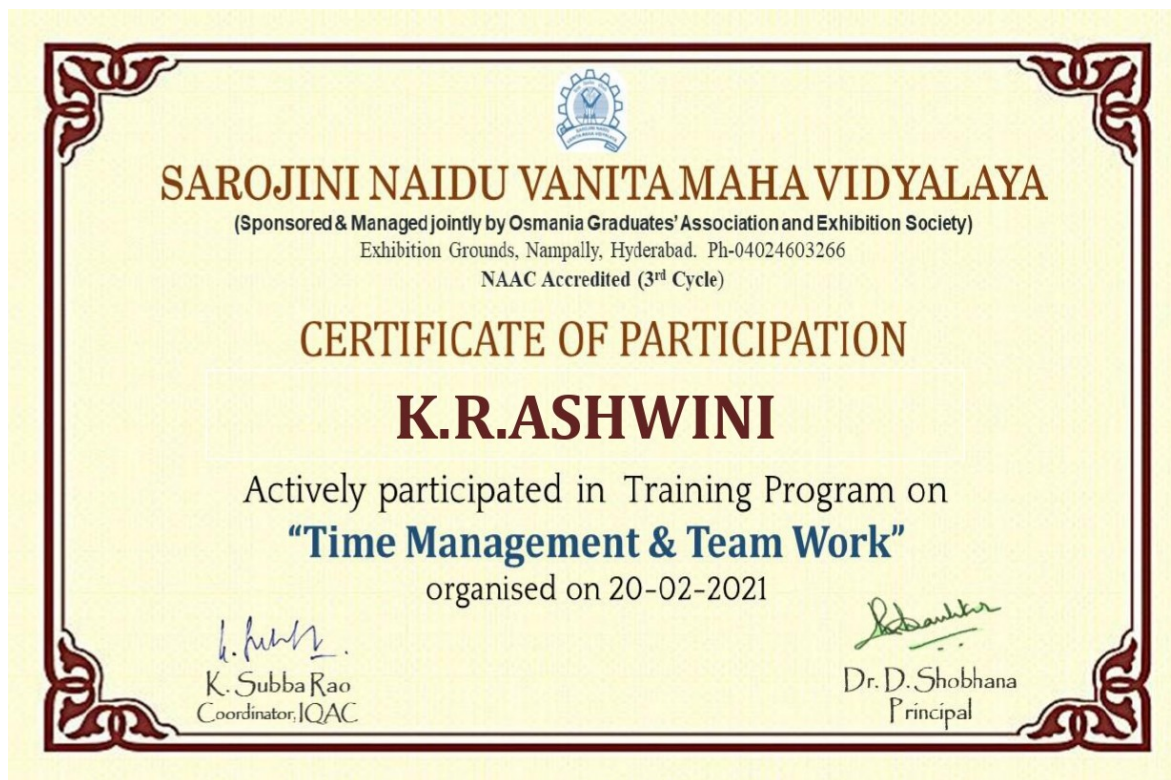 SAROJINI NAIDU VANITA MAHA VIDYALAYA
(Sponsored & Managed jointly by Osmania Graduates' Association and Exhibition Society)
Exhibition Grounds, Nampally, Hyderabad. Ph-04024603266
NAAC Accredited (3rd Cycle)
CERTIFICATE OF PARTICIPATION
K.R.ASHWINI
Actively participated in Training Program on
“Time Management & Team Work”
organised on 20-02-2021
K. Subba Rao
Coordinator, IQAC
Dr. D. Shobhana
Principal